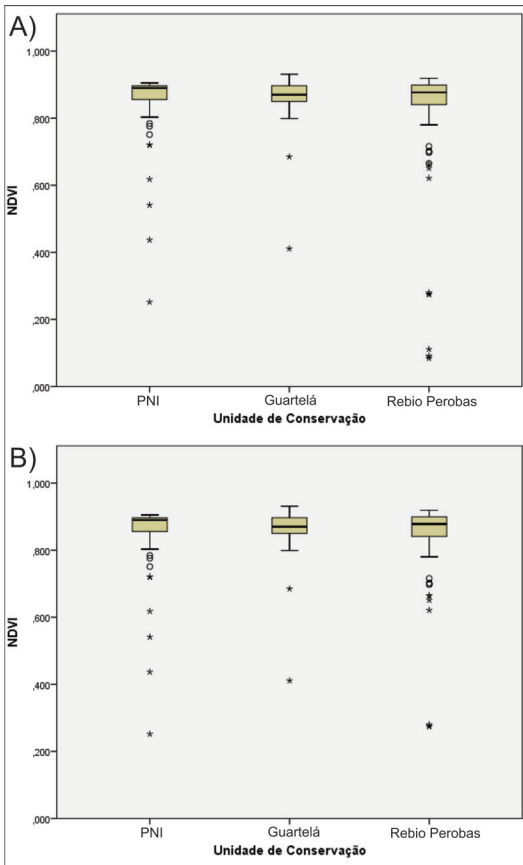 A)
1,000
,800
,600
,400
,200
,000
NDVI
PNI
Guartelá
Rebio Perobas
Unidade de Conservação
B)
1,000
,800
,600
,400
,200
,000
NDVI
PNI
Guartelá
Rebio Perobas
Unidade de Conservação